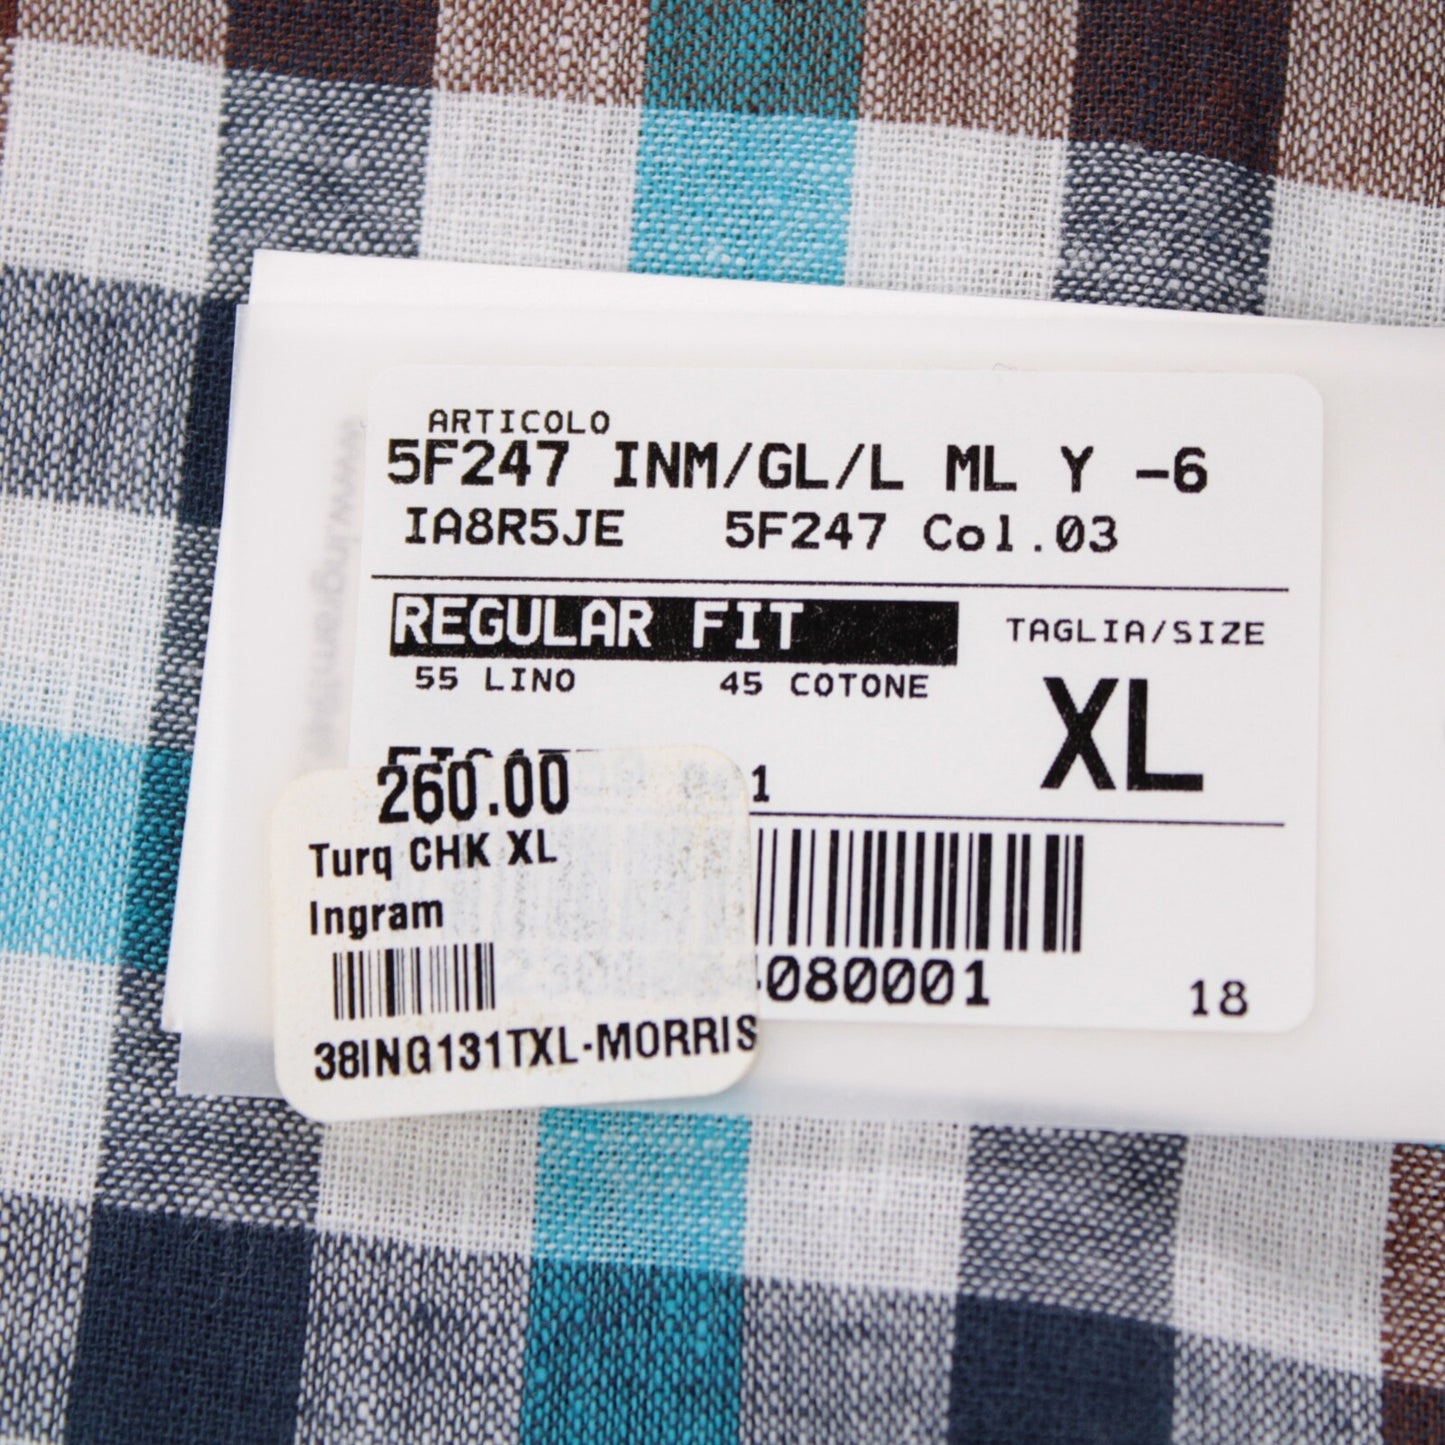 ARTICOLO
5F247 INM/GL/L ML Y -6
IA8R5JE 5F247 Col.03
REGULAR FIT
TAGLIA/SIZE
55 LINO 45 COTONE
XL
1
080001
18
260.00
Turq CHK XL
Ingram
38ING131TXL-MORRIS